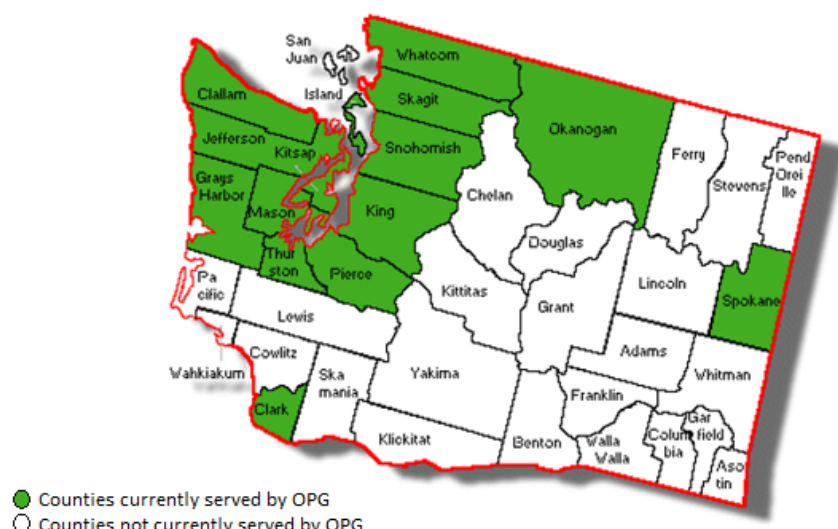 San
Juan
Whatcom
Island
Skagit
Clallam
Okanogan
Jefferson
Kitsap
Snohomish
Ferry
Stevens
Pend
Orei
lle
Grays
Harbor
Mason
King
Chelan
Thur
ston
Pierce
Douglas
Lincoln
Spokane
Pa
cific
Kittitas
Grant
Lewis
Adams
Wahkiakum
Cowlitz
Ska
mania
Yakima
Whitman
Franklin
Clark
Klickitat
Benton
Walla
Walla
Colum
bia
Gar
field
Aso
tin
Counties currently served by OPG
Counties not currently served by OPG